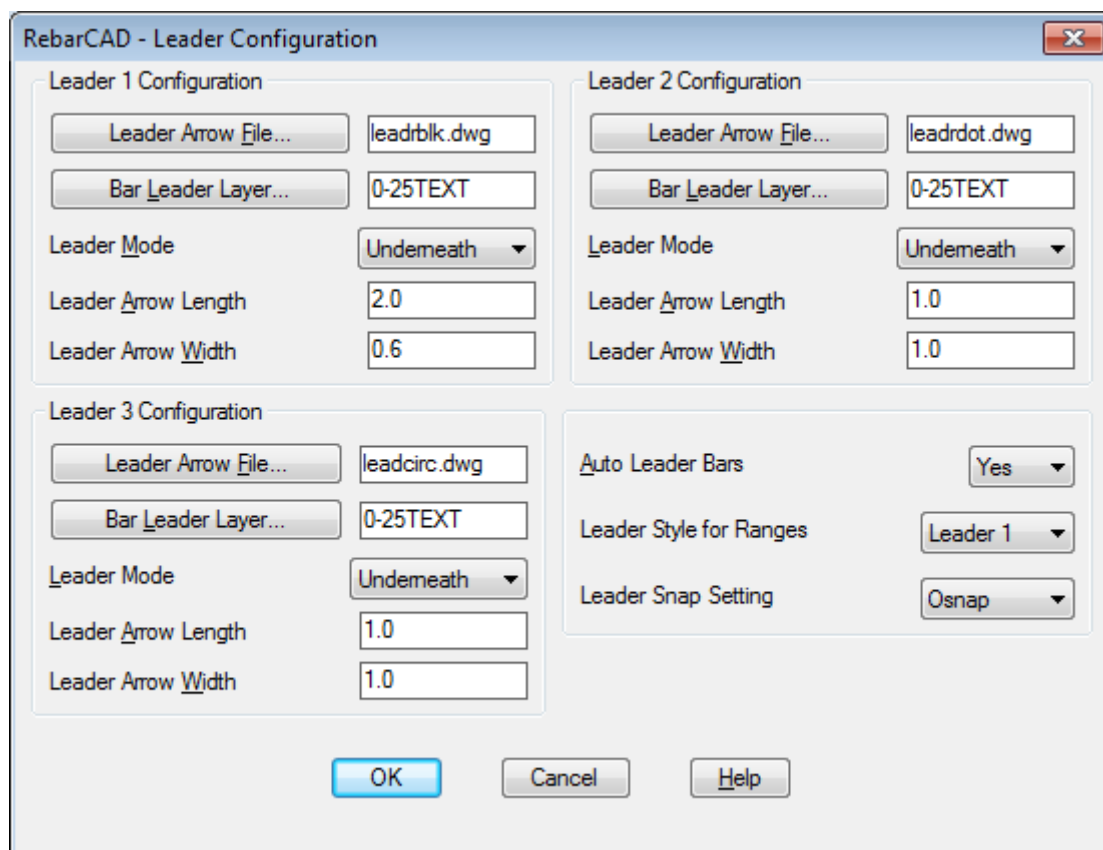 RebarCAD - Leader Configuration
Leader 1 Configuration
Leader Arrow File... leadrblk.dwg
Bar Leader Layer... 0-25TEXT
Leader Mode Underneath
Leader Arrow Length 2.0
Leader Arrow Width 0.6
Leader 2 Configuration
Leader Arrow File... leadrdot.dwg
Bar Leader Layer... 0-25TEXT
Leader Mode Underneath
Leader Arrow Length 1.0
Leader Arrow Width 1.0
Leader 3 Configuration
Leader Arrow File... leadcirc.dwg
Bar Leader Layer... 0-25TEXT
Leader Mode Underneath
Leader Arrow Length 1.0
Leader Arrow Width 1.0
Auto Leader Bars Yes
Leader Style for Ranges Leader 1
Leader Snap Setting Osnap
OK Cancel Help